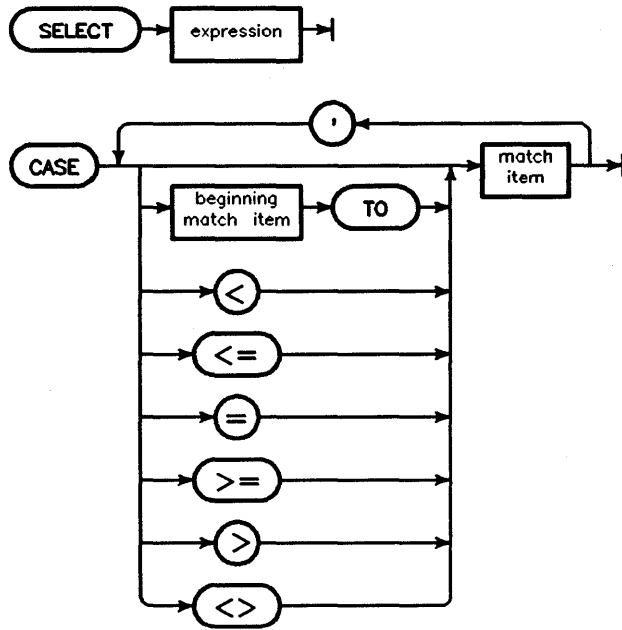 SELECT expression
,
CASE match
item
beginning
match item TO
<
<=
=
>=
>
<>